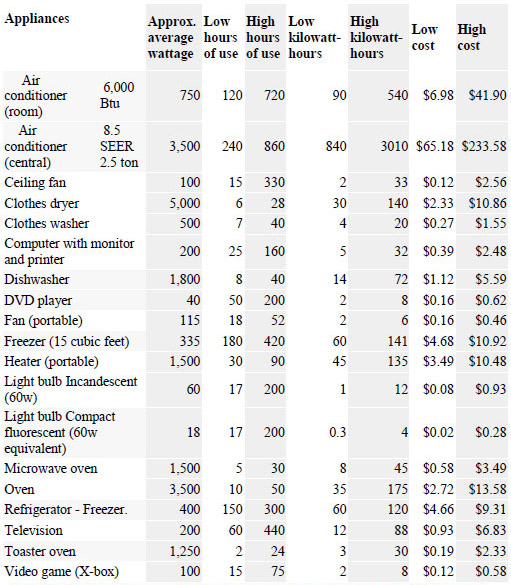 Appliances Approx. average wattage Low hours of use High hours of use Low kilowatt-hours High kilowatt-hours Low cost High cost
Air conditioner (room) 6,000 Btu 750 120 720 90 540 $6.98 $41.90
Air conditioner (central) 8.5 SEER 2.5 ton 3,500 240 860 840 3010 $65.18 $233.58
Ceiling fan 100 15 330 2 33 $0.12 $2.56
Clothes dryer 5,000 6 28 30 140 $2.33 $10.86
Clothes washer 500 7 40 4 20 $0.27 $1.55
Computer with monitor and printer 200 25 160 5 32 $0.39 $2.48
Dishwasher 1,800 8 40 14 72 $1.12 $5.59
DVD player 40 50 200 2 8 $0.16 $0.62
Fan (portable) 115 18 52 2 6 $0.16 $0.46
Freezer (15 cubic feet) 335 180 420 60 141 $4.68 $10.92
Heater (portable) 1,500 30 90 45 135 $3.49 $10.48
Light bulb Incandescent (60w) 60 17 200 1 12 $0.08 $0.93
Light bulb Compact fluorescent (60w equivalent) 18 17 200 0.3 4 $0.02 $0.28
Microwave oven 1,500 5 30 8 45 $0.58 $3.49
Oven 3,500 10 50 35 175 $2.72 $13.58
Refrigerator - Freezer. 400 150 300 60 120 $4.66 $9.31
Television 200 60 440 12 88 $0.93 $6.83
Toaster oven 1,250 2 24 3 30 $0.19 $2.33
Video game (X-box) 100 15 75 2 8 $0.12 $0.58